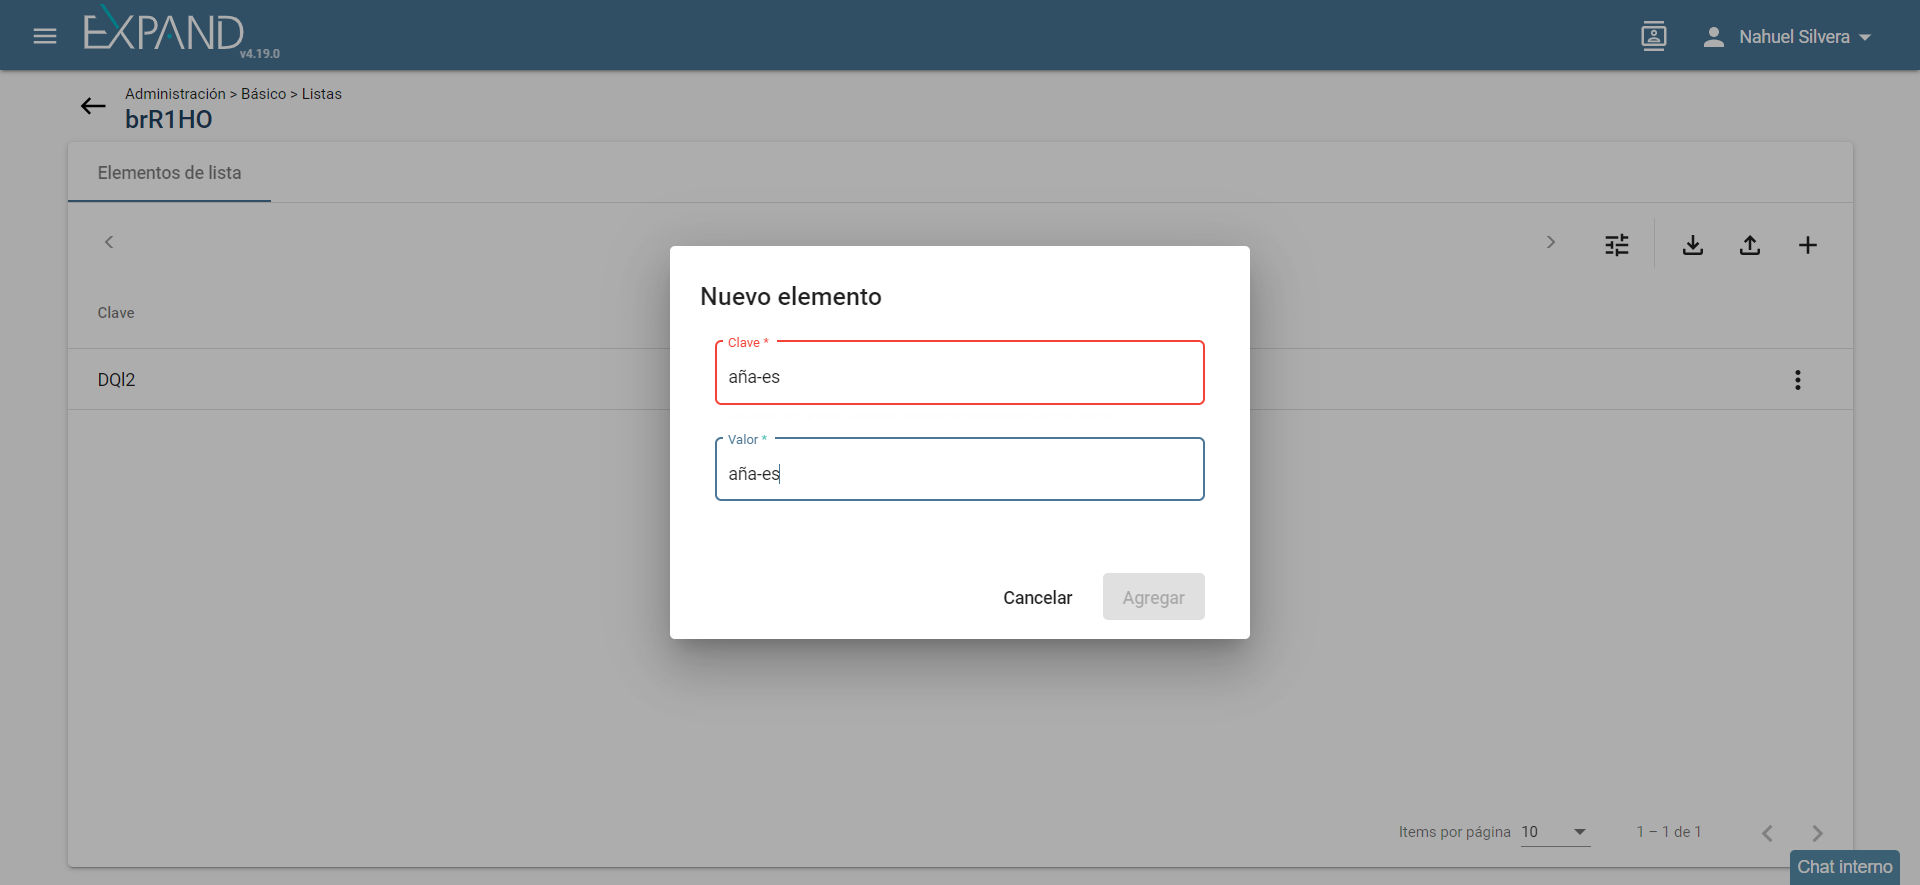 EXPAND
v4.19.0
Nahuel Silvera
Administración > Básico > Listas
brR1HO
Elementos de lista
Clave
DQl2
Nuevo elemento
Clave *
aña-es
Valor *
aña-es
Cancelar
Agregar
Items por página 10
1 – 1 de 1
Chat interno